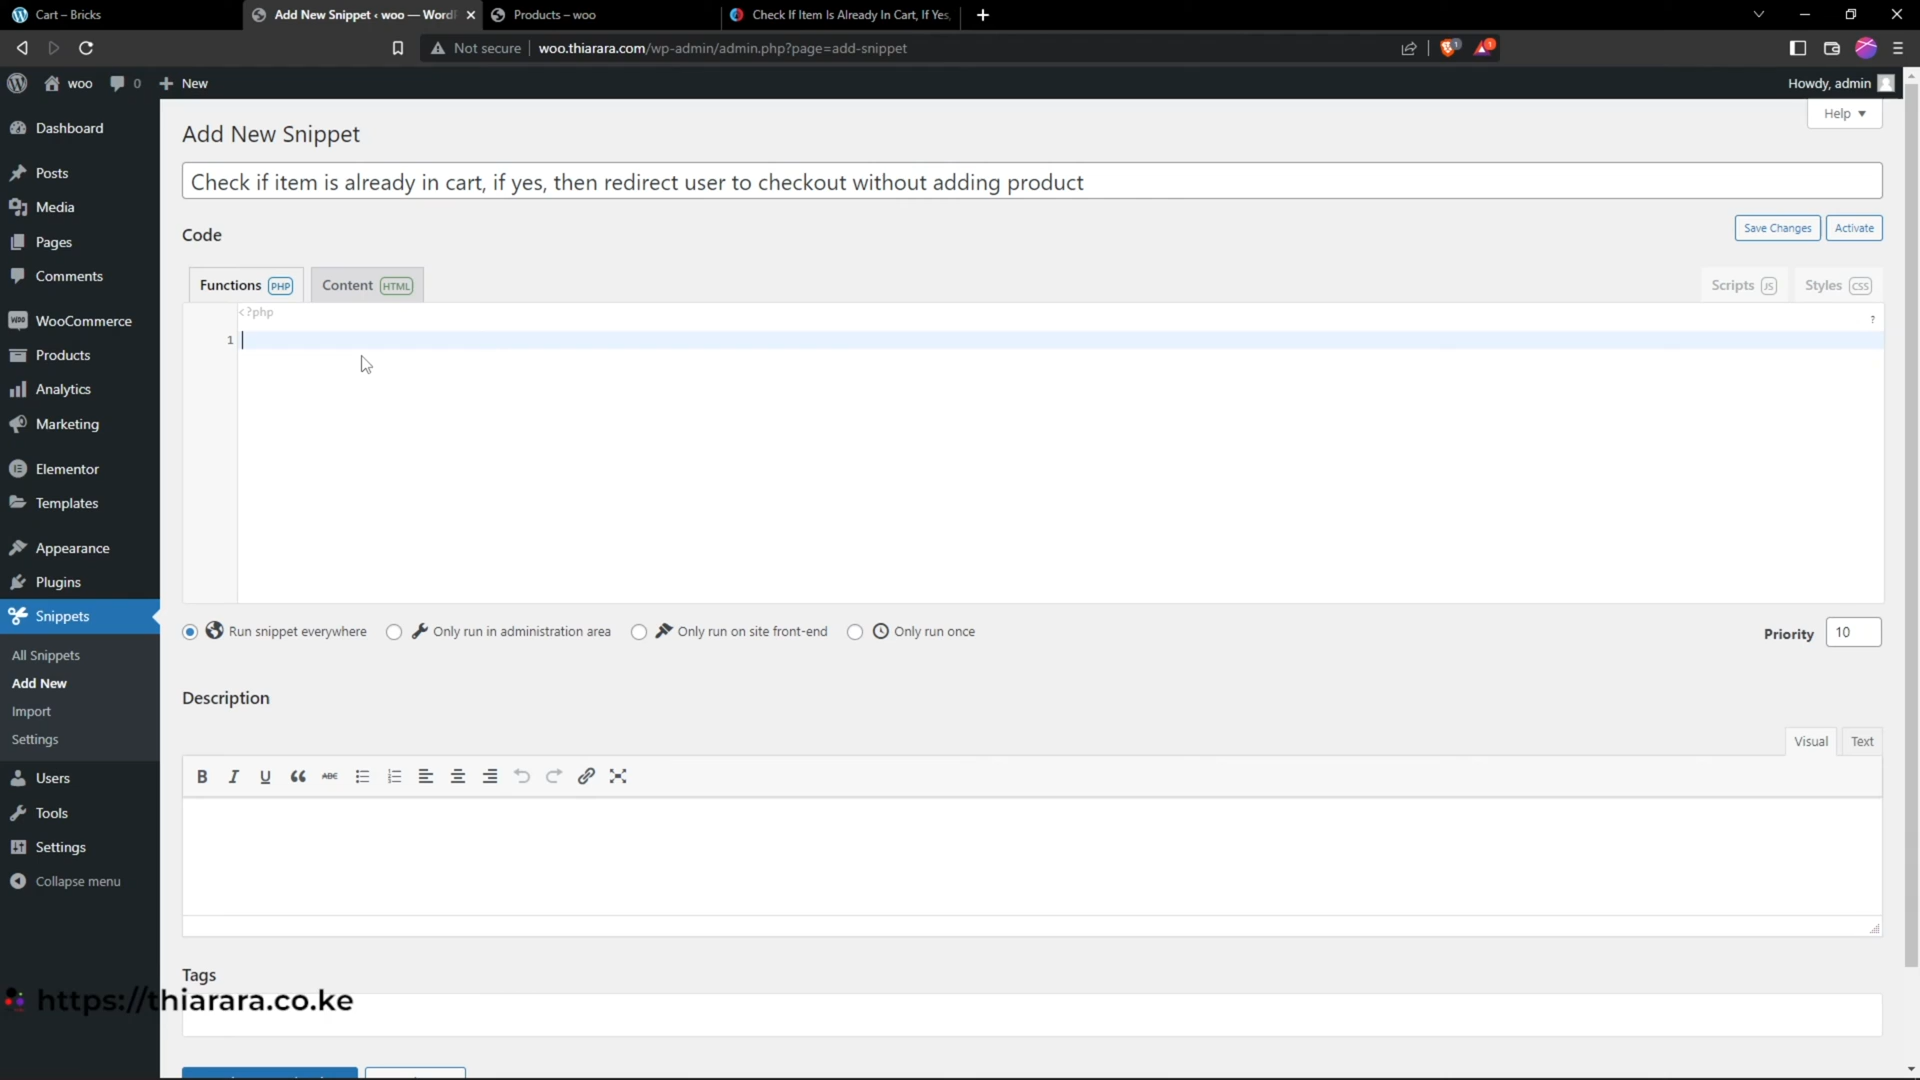 Cart – Bricks
Add New Snippet ‹ woo — WordP
Products – woo
Check If Item Is Already In Cart, If Yes,
Not secure
woo.thiarara.com/wp-admin/admin.php?page=add-snippet
1
1
woo
0
New
Howdy, admin
Help
Dashboard
Posts
Media
Pages
Comments
WooCommerce
Products
Analytics
Marketing
Elementor
Templates
Appearance
Plugins
Snippets
All Snippets
Add New
Import
Settings
Users
Tools
Settings
Collapse menu
Add New Snippet
Check if item is already in cart, if yes, then redirect user to checkout without adding product
Code
Save Changes
Activate
Functions PHP
Content HTML
Scripts JS
Styles CSS
<?php
?
1
Run snippet everywhere
Only run in administration area
Only run on site front-end
Only run once
Priority
10
Description
Visual
Text
B I U ABC
Tags
https://thiarara.co.ke